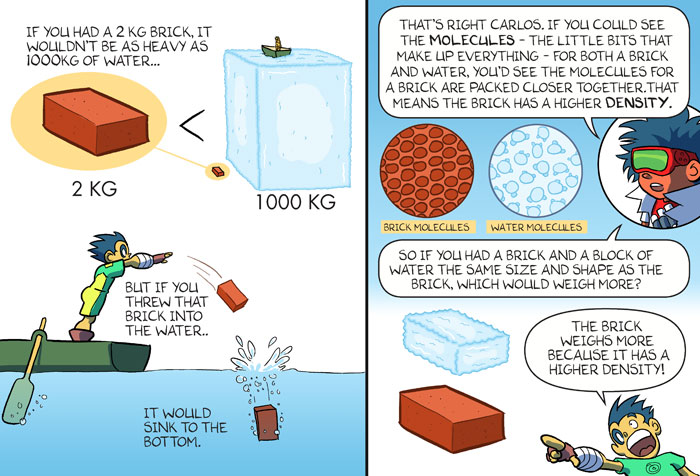 IF YOU HAD A 2 KG BRICK, IT
WOULDN'T BE AS HEAVY AS
1000KG OF WATER...
<
2 KG
1000 KG
BUT IF YOU
THREW THAT
BRICK INTO
THE WATER..
IT WOULD
SINK TO THE
BOTTOM.
THAT'S RIGHT CARLOS. IF YOU COULD SEE
THE MOLECULES - THE LITTLE BITS THAT
MAKE UP EVERYTHING - FOR BOTH A BRICK
AND WATER, YOU'D SEE THE MOLECULES FOR
A BRICK ARE PACKED CLOSER TOGETHER.THAT
MEANS THE BRICK HAS A HIGHER DENSITY.
BRICK MOLECULES
WATER MOLECULES
SO IF YOU HAD A BRICK AND A BLOCK OF
WATER THE SAME SIZE AND SHAPE AS THE
BRICK, WHICH WOULD WEIGH MORE?
THE BRICK
WEIGHS MORE
BECAUSE IT HAS A
HIGHER DENSITY!